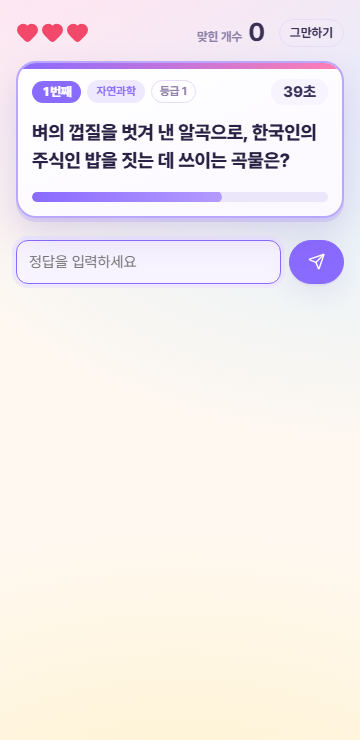 맞힌 개수 0 그만하기
1번째 자연과학 등급 1 39초
벼의 껍질을 벗겨 낸 알곡으로, 한국인의
주식인 밥을 짓는 데 쓰이는 곡물은?
정답을 입력하세요